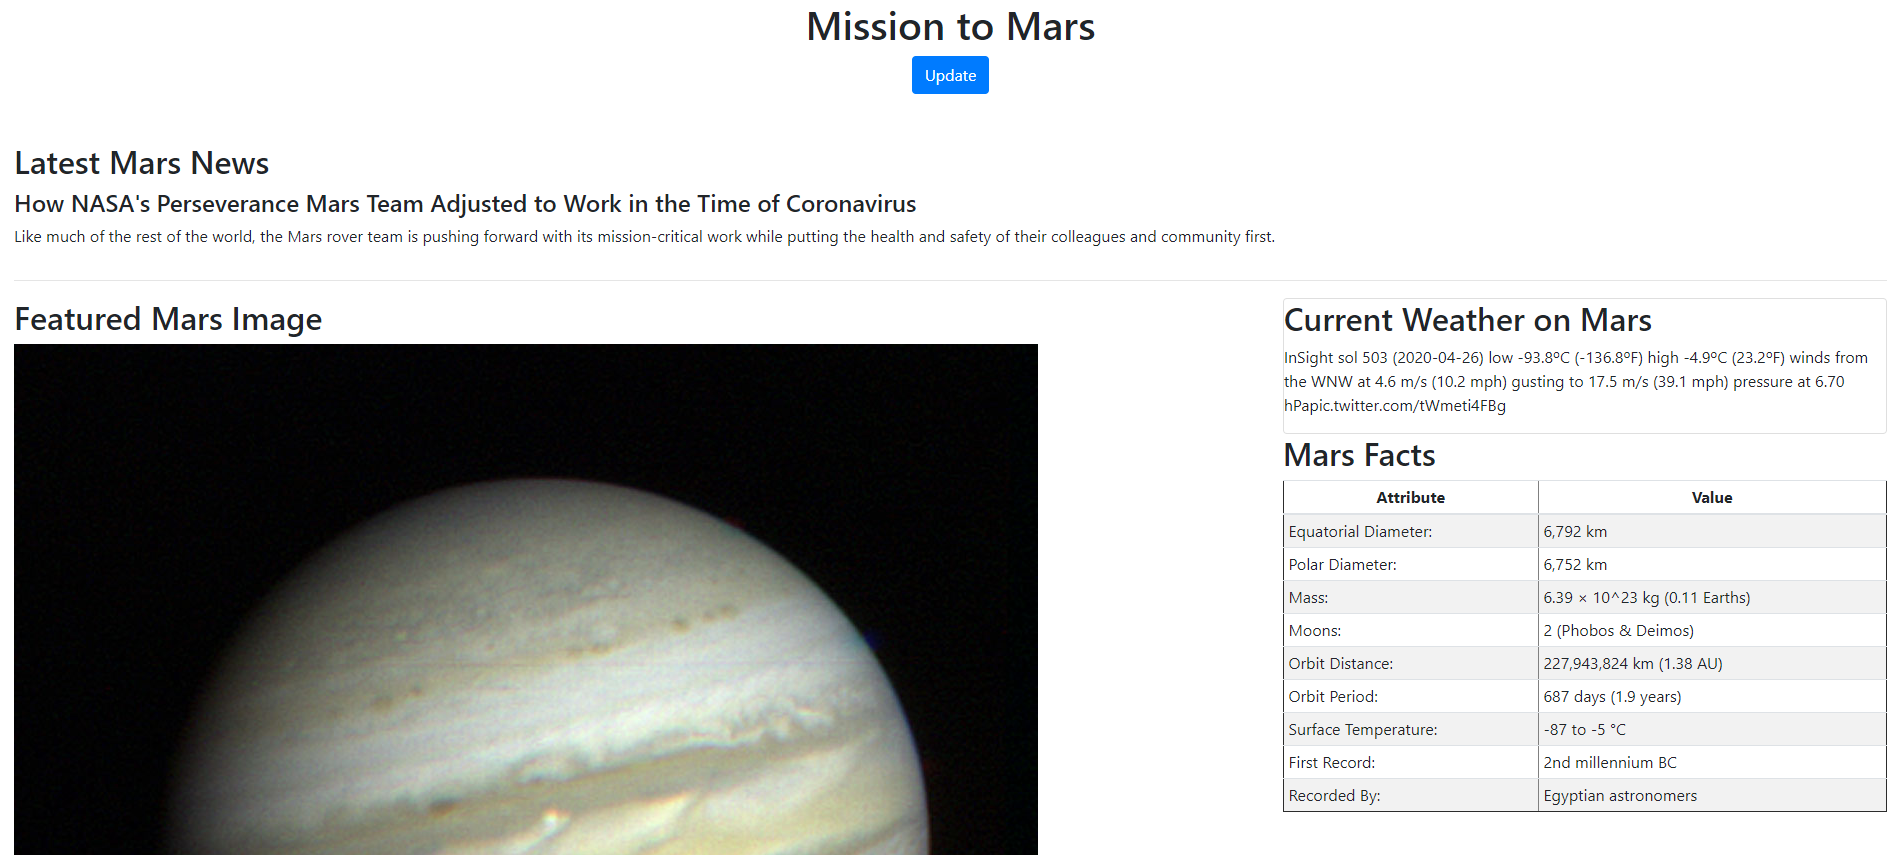 Mission to Mars
Update
Latest Mars News
How NASA's Perseverance Mars Team Adjusted to Work in the Time of Coronavirus
Like much of the rest of the world, the Mars rover team is pushing forward with its mission-critical work while putting the health and safety of their colleagues and community first.
Featured Mars Image
Current Weather on Mars
InSight sol 503 (2020-04-26) low -93.8ºC (-136.8ºF) high -4.9ºC (23.2ºF) winds from
the WNW at 4.6 m/s (10.2 mph) gusting to 17.5 m/s (39.1 mph) pressure at 6.70
hPapic.twitter.com/tWmeti4FBg
Mars Facts
Attribute Value
Equatorial Diameter: 6,792 km
Polar Diameter: 6,752 km
Mass: 6.39 × 10^23 kg (0.11 Earths)
Moons: 2 (Phobos & Deimos)
Orbit Distance: 227,943,824 km (1.38 AU)
Orbit Period: 687 days (1.9 years)
Surface Temperature: -87 to -5 °C
First Record: 2nd millennium BC
Recorded By: Egyptian astronomers